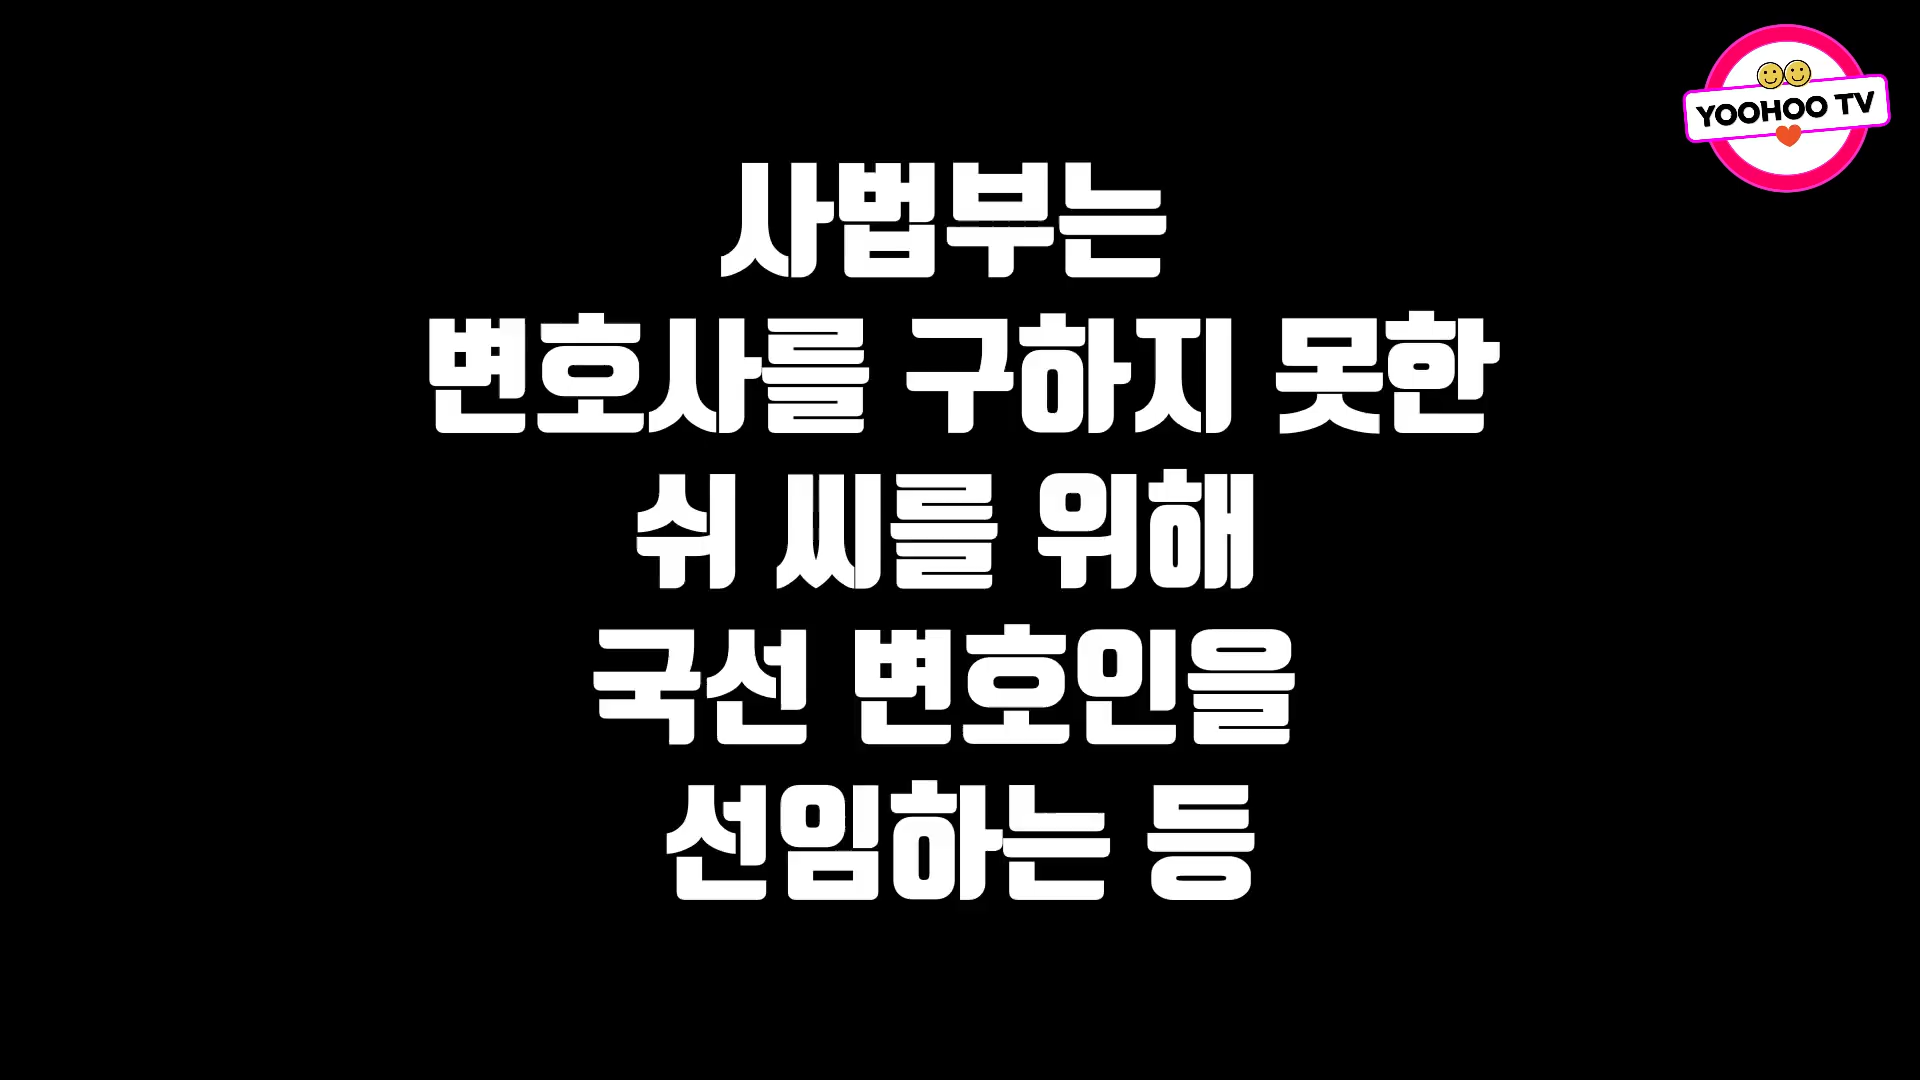 YOOHOO TV
사법부는
변호사를 구하지 못한
쉬 씨를 위해
국선 변호인을
선임하는 등